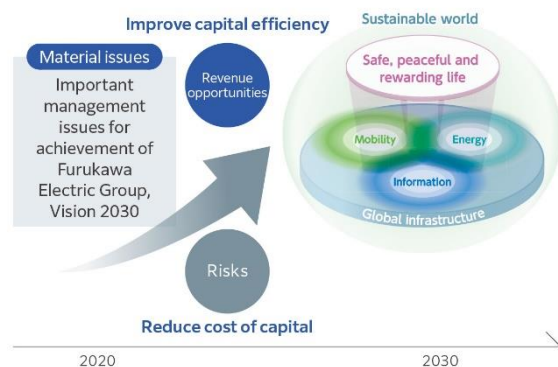 Improve capital efficiency
Material issues
Important
management
issues for
achievement of
Furukawa
Electric Group,
Vision 2030
Revenue
opportunities
Risks
Reduce cost of capital
Sustainable world
Safe, peaceful and
rewarding life
Mobility
Energy
Information
Global infrastructure
2020
2030